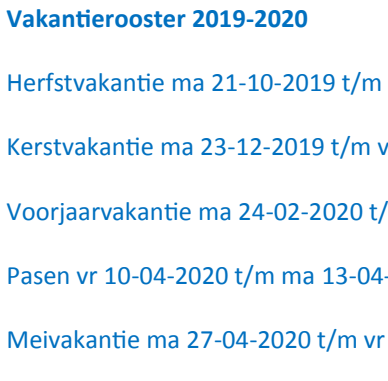 Vakantierooster 2019-2020
Herfstvakantie ma 21-10-2019 t/m
Kerstvakantie ma 23-12-2019 t/m v
Voorjaarvakantie ma 24-02-2020 t/
Pasen vr 10-04-2020 t/m ma 13-04-
Meivakantie ma 27-04-2020 t/m vr